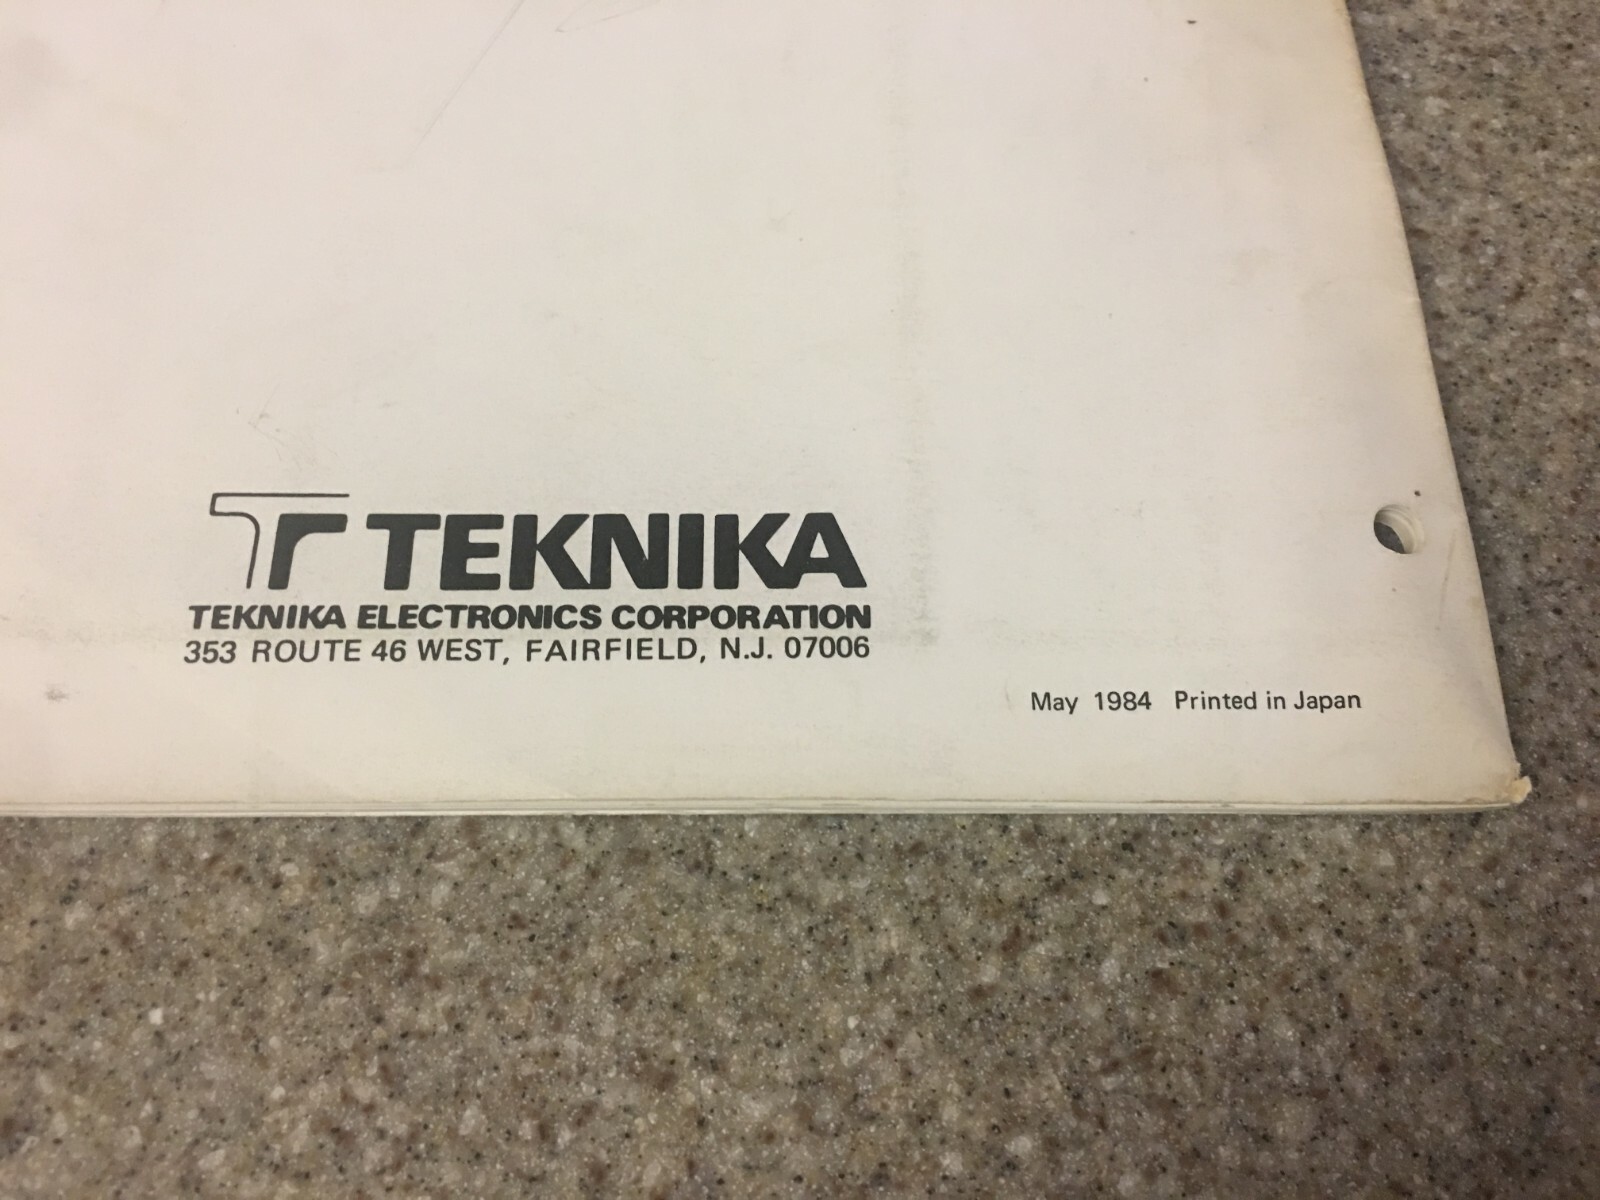 TEKNIKA
TEKNIKA ELECTRONICS CORPORATION
353 ROUTE 46 WEST, FAIRFIELD, N.J. 07006
May 1984 Printed in Japan